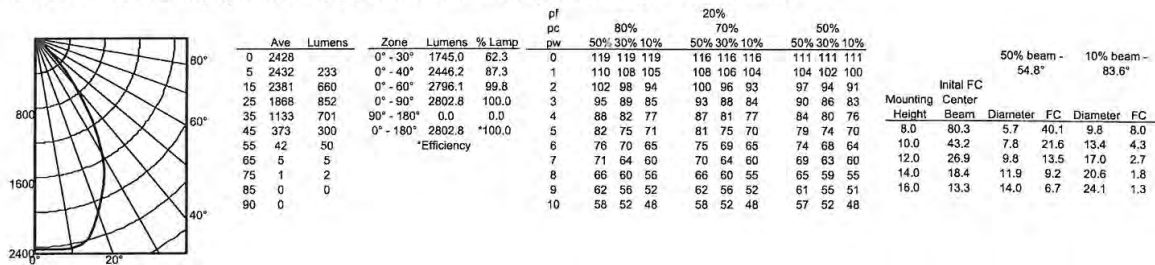 80°
60°
40°
800
1600
2400
0° 20°
Ave Lumens
0 2428
5 2432 233
15 2381 660
25 1868 852
35 1133 701
45 373 300
55 42 50
65 5 5
75 1 2
85 0 0
90 0
Zone Lumens % Lamp
0° - 30° 1745.0 62.3
0° - 40° 2446.2 87.3
0° - 60° 2796.1 99.8
0° - 90° 2802.8 100.0
90° - 180° 0.0 0.0
0° - 180° 2802.8 *100.0
*Efficiency
pf 20%
pc 80% 70% 50%
pw 50% 30% 10% 50% 30% 10% 50% 30% 10%
0 119 119 119 116 116 116 111 111 111
1 110 108 105 108 106 104 104 102 100
2 102 98 94 100 96 93 97 94 91
3 95 89 85 93 88 84 90 86 83
4 88 82 77 87 81 77 84 80 76
5 82 75 71 81 75 70 79 74 70
6 76 70 65 75 69 65 74 68 64
7 71 64 60 70 64 60 69 63 60
8 66 60 56 66 60 55 65 59 55
9 62 56 52 62 56 52 61 55 51
10 58 52 48 58 52 48 57 52 48
50% beam - 10% beam -
54.8° 83.6°
Inital FC
Mounting Center
Height Beam Diameter FC Diameter FC
8.0 80.3 5.7 40.1 9.8 8.0
10.0 43.2 7.8 21.6 13.4 4.3
12.0 26.9 9.8 13.5 17.0 2.7
14.0 18.4 11.9 9.2 20.6 1.8
16.0 13.3 14.0 6.7 24.1 1.3